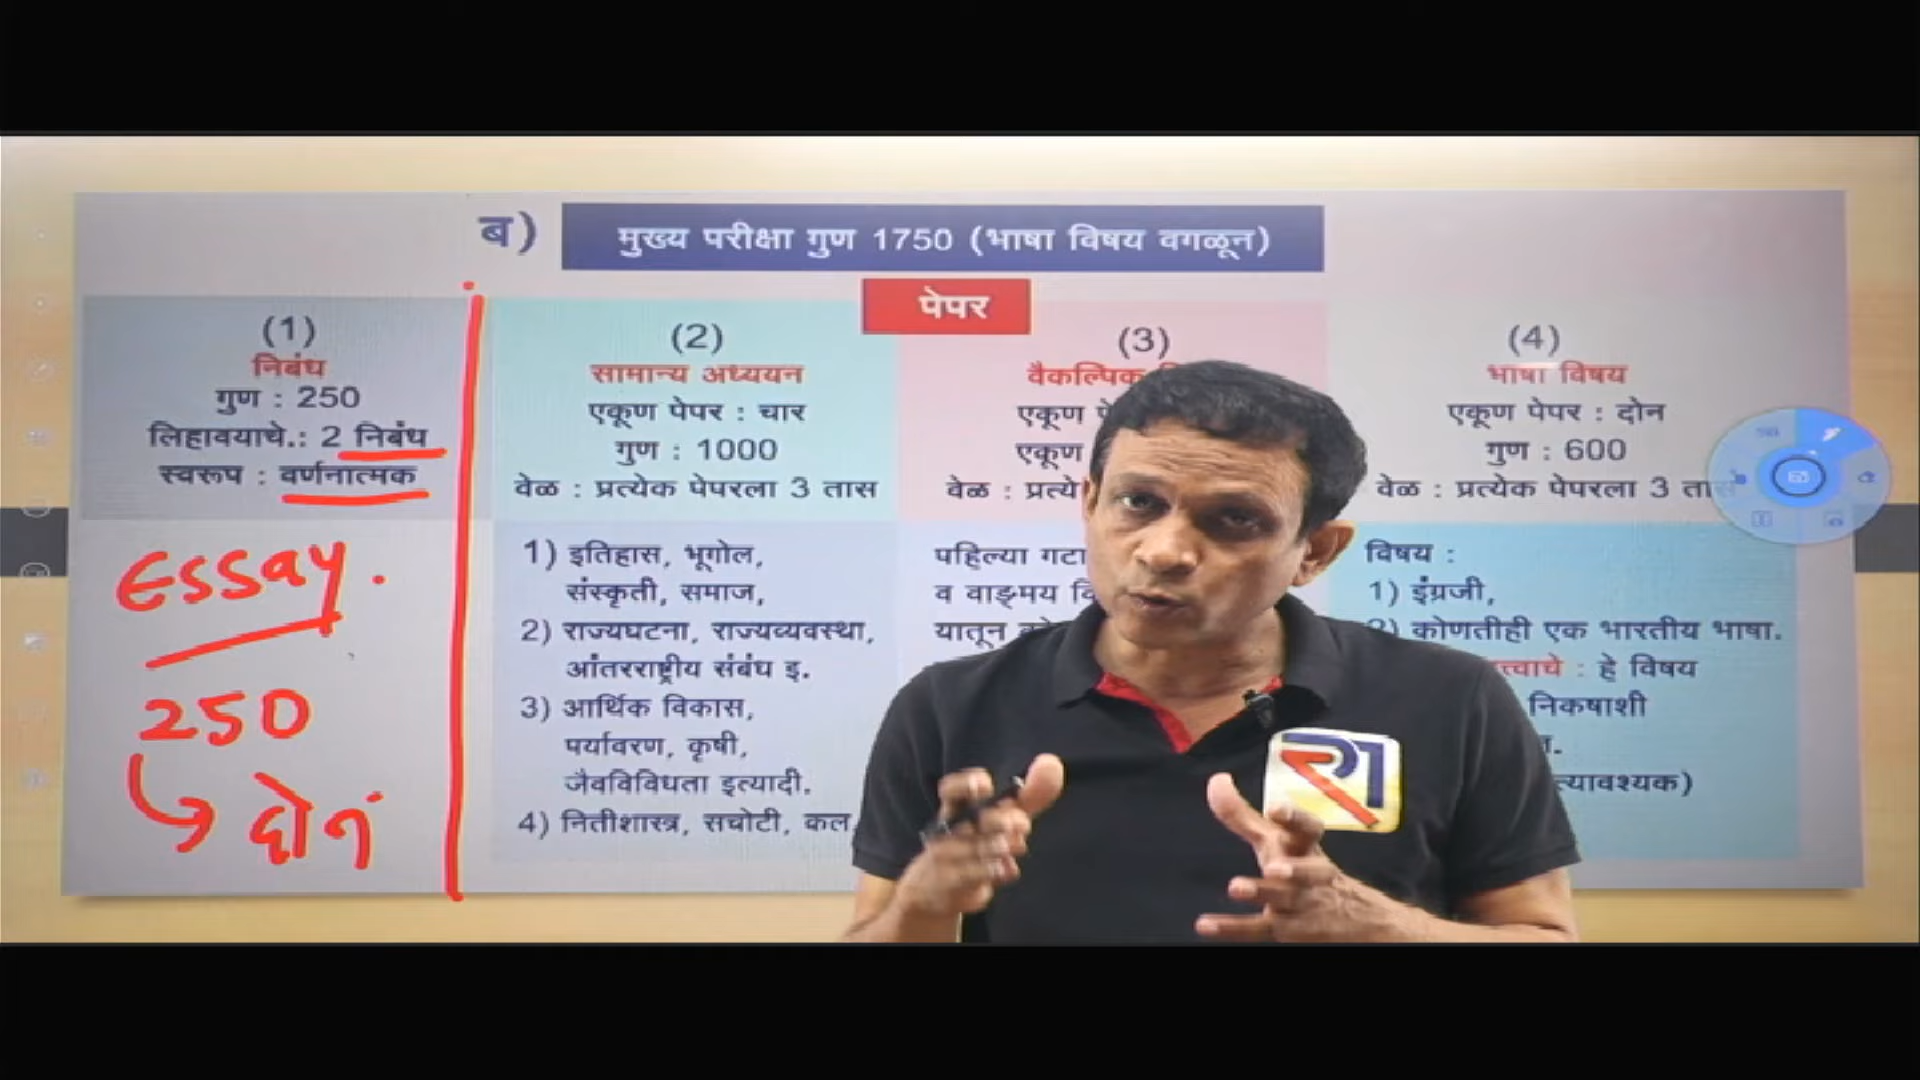 ब) मुख्य परीक्षा गुण 1750 (भाषा विषय वगळून)
पेपर
(1)
निबंध
गुण : 250
लिहावयाचे.: 2 निबंध
स्वरूप : वर्णनात्मक
Essay.
250
दोन
(2)
सामान्य अध्ययन
एकूण पेपर : चार
गुण : 1000
वेळ : प्रत्येक पेपरला 3 तास
1) इतिहास, भूगोल,
संस्कृती, समाज,
2) राज्यघटना, राज्यव्यवस्था,
आंतरराष्ट्रीय संबंध इ.
3) आर्थिक विकास,
पर्यावरण, कृषी,
जैवविविधता इत्यादी.
4) नितीशास्त्र, सचोटी, कल
(3)
वैकल्पिक
एकूण
एकूण
वेळ :
पहिल्या
व वाङ्मय
यातून
(4)
भाषा विषय
एकूण पेपर : दोन
गुण : 600
वेळ : प्रत्येक पेपरला 3 तास
विषय :
1) इंग्रजी,
2) कोणतीही एक भारतीय भाषा.
हे विषय
निकषाशी